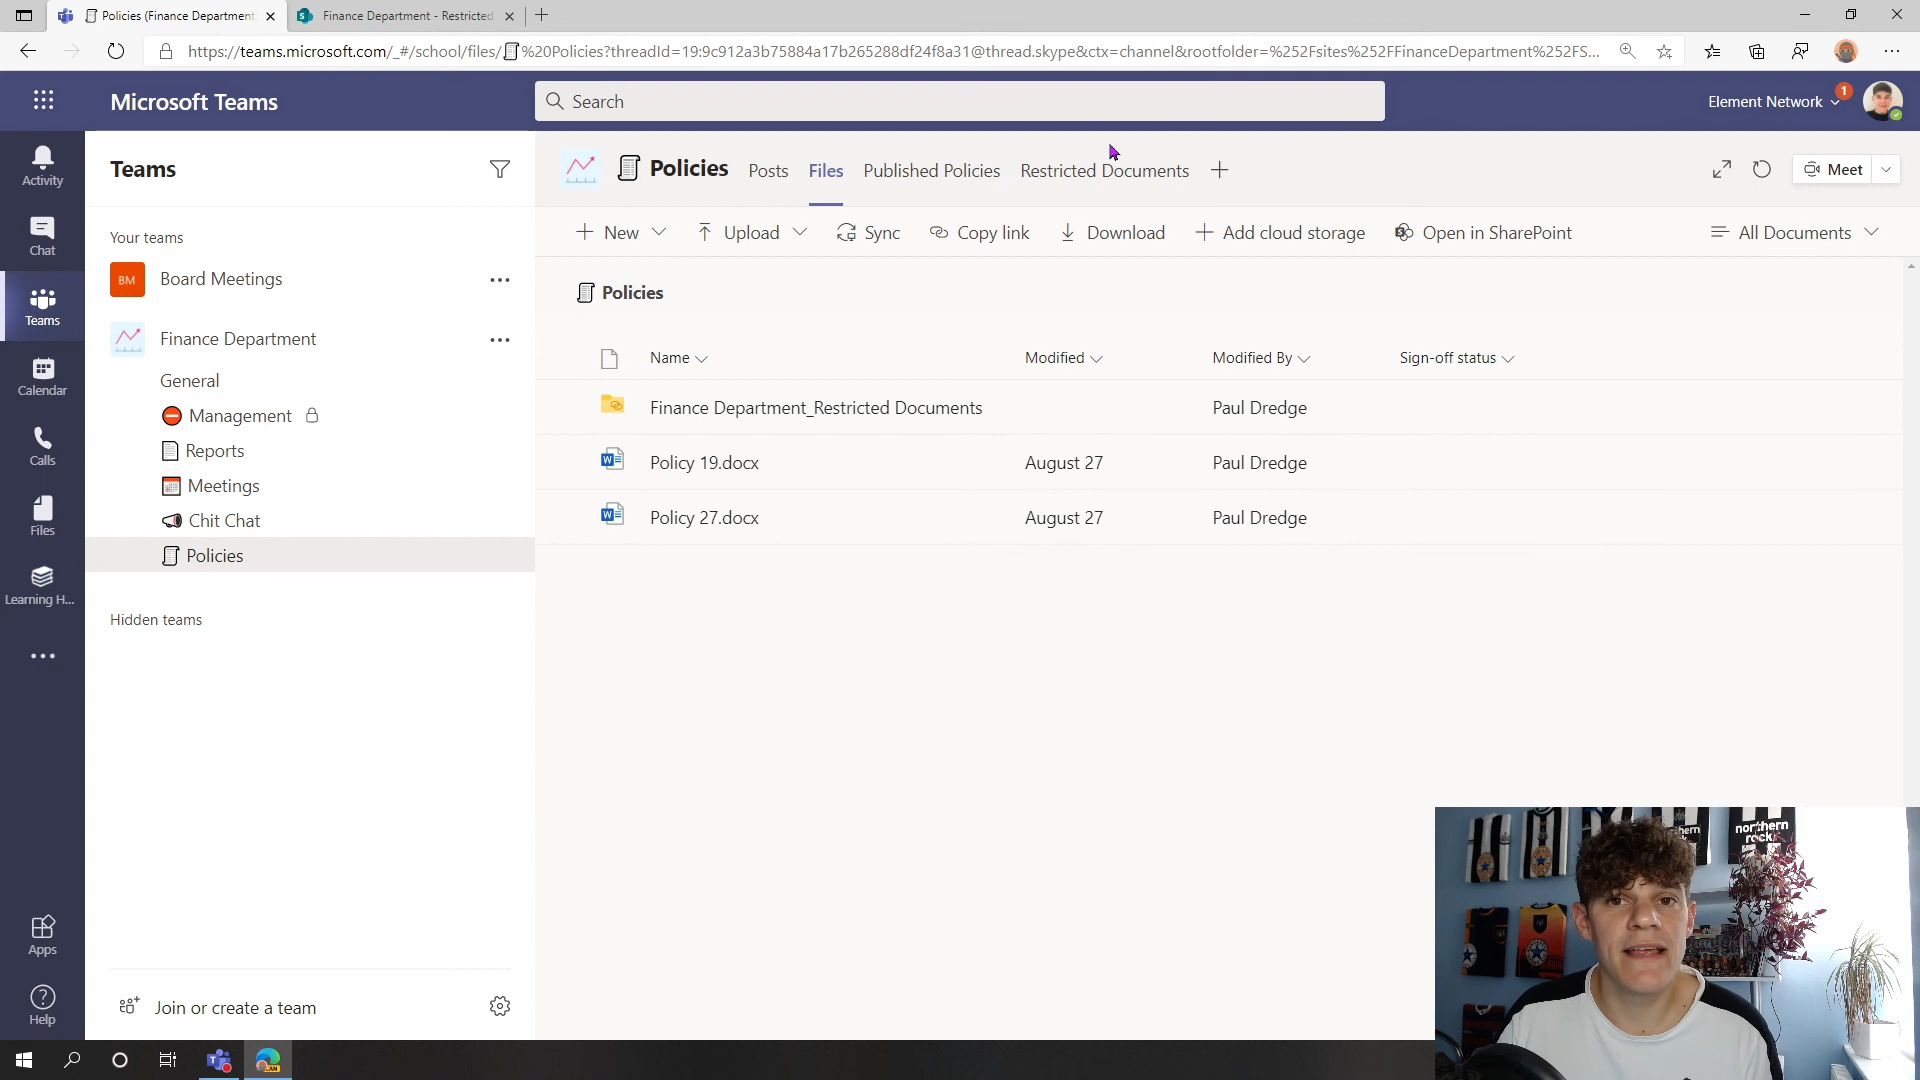 Policies (Finance Department
Finance Department - Restricted
https://teams.microsoft.com/_#/school/files/ %20Policies?threadId=19:9c912a3b75884a17b265288df24f8a31@thread.skype&ctx=channel&rootfolder=%252Fsites%252FFinanceDepartment%252FS...
Microsoft Teams
Search
Element Network
1
Activity
Chat
Teams
Calendar
Calls
Files
Learning H...
Apps
Help
Teams
Your teams
BM Board Meetings
Finance Department
General
Management
Reports
Meetings
Chit Chat
Policies
Hidden teams
Join or create a team
Policies Posts Files Published Policies Restricted Documents
Meet
New Upload Sync Copy link Download Add cloud storage Open in SharePoint All Documents
Policies
Name Modified Modified By Sign-off status
Finance Department_Restricted Documents Paul Dredge
Policy 19.docx August 27 Paul Dredge
Policy 27.docx August 27 Paul Dredge
northern
rock